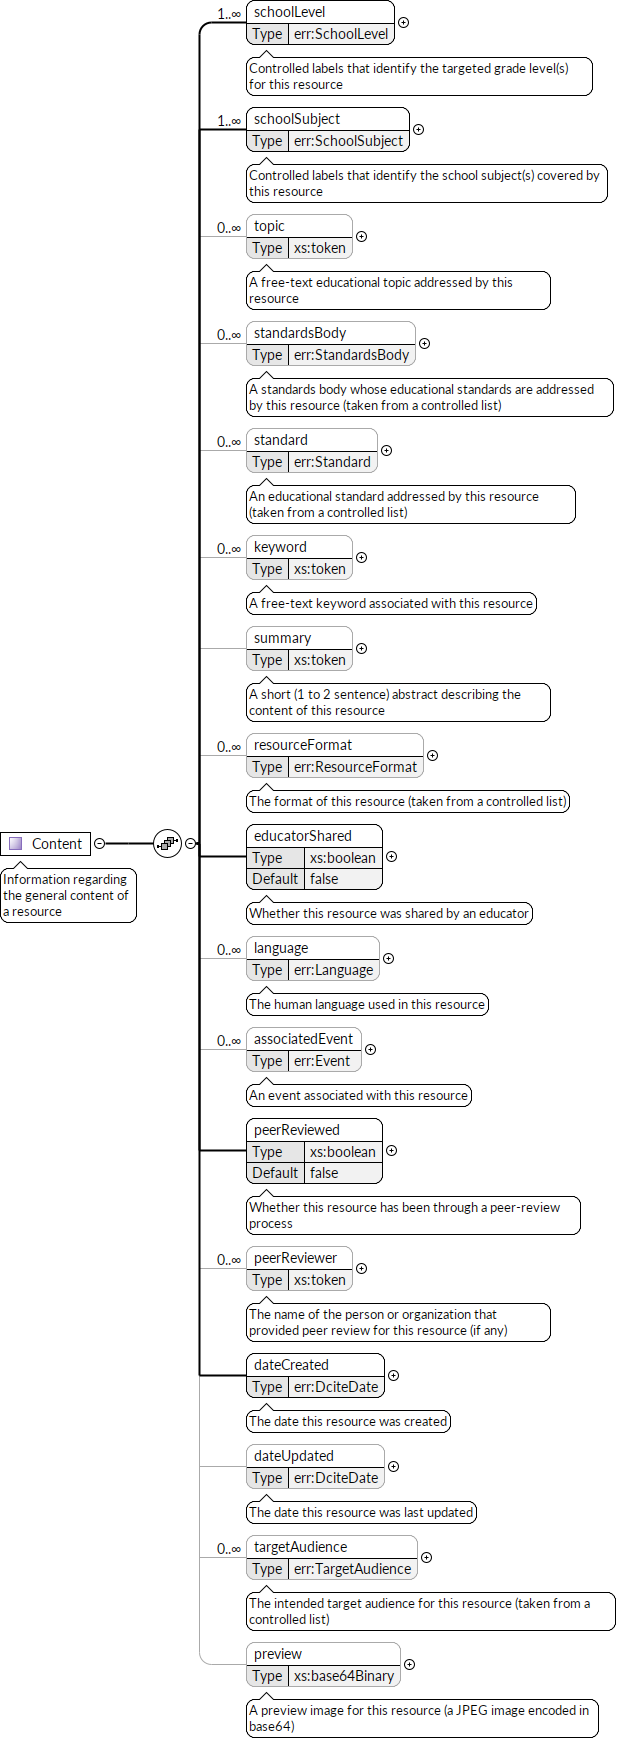 1..∞
schoolLevel
Type err:SchoolLevel
Controlled labels that identify the targeted grade level(s)
for this resource
1..∞
schoolSubject
Type err:SchoolSubject
Controlled labels that identify the school subject(s) covered by
this resource
0..∞
topic
Type xs:token
A free-text educational topic addressed by this
resource
0..∞
standardsBody
Type err:StandardsBody
A standards body whose educational standards are addressed
by this resource (taken from a controlled list)
0..∞
standard
Type err:Standard
An educational standard addressed by this resource
(taken from a controlled list)
0..∞
keyword
Type xs:token
A free-text keyword associated with this resource
summary
Type xs:token
A short (1 to 2 sentence) abstract describing the
content of this resource
0..∞
resourceFormat
Type err:ResourceFormat
The format of this resource (taken from a controlled list)
Content
Information regarding
the general content of
a resource
educatorShared
Type xs:boolean
Default false
Whether this resource was shared by an educator
0..∞
language
Type err:Language
The human language used in this resource
0..∞
associatedEvent
Type err:Event
An event associated with this resource
peerReviewed
Type xs:boolean
Default false
Whether this resource has been through a peer-review
process
0..∞
peerReviewer
Type xs:token
The name of the person or organization that
provided peer review for this resource (if any)
dateCreated
Type err:DciteDate
The date this resource was created
dateUpdated
Type err:DciteDate
The date this resource was last updated
0..∞
targetAudience
Type err:TargetAudience
The intended target audience for this resource (taken from a
controlled list)
preview
Type xs:base64Binary
A preview image for this resource (a JPEG image encoded in
base64)